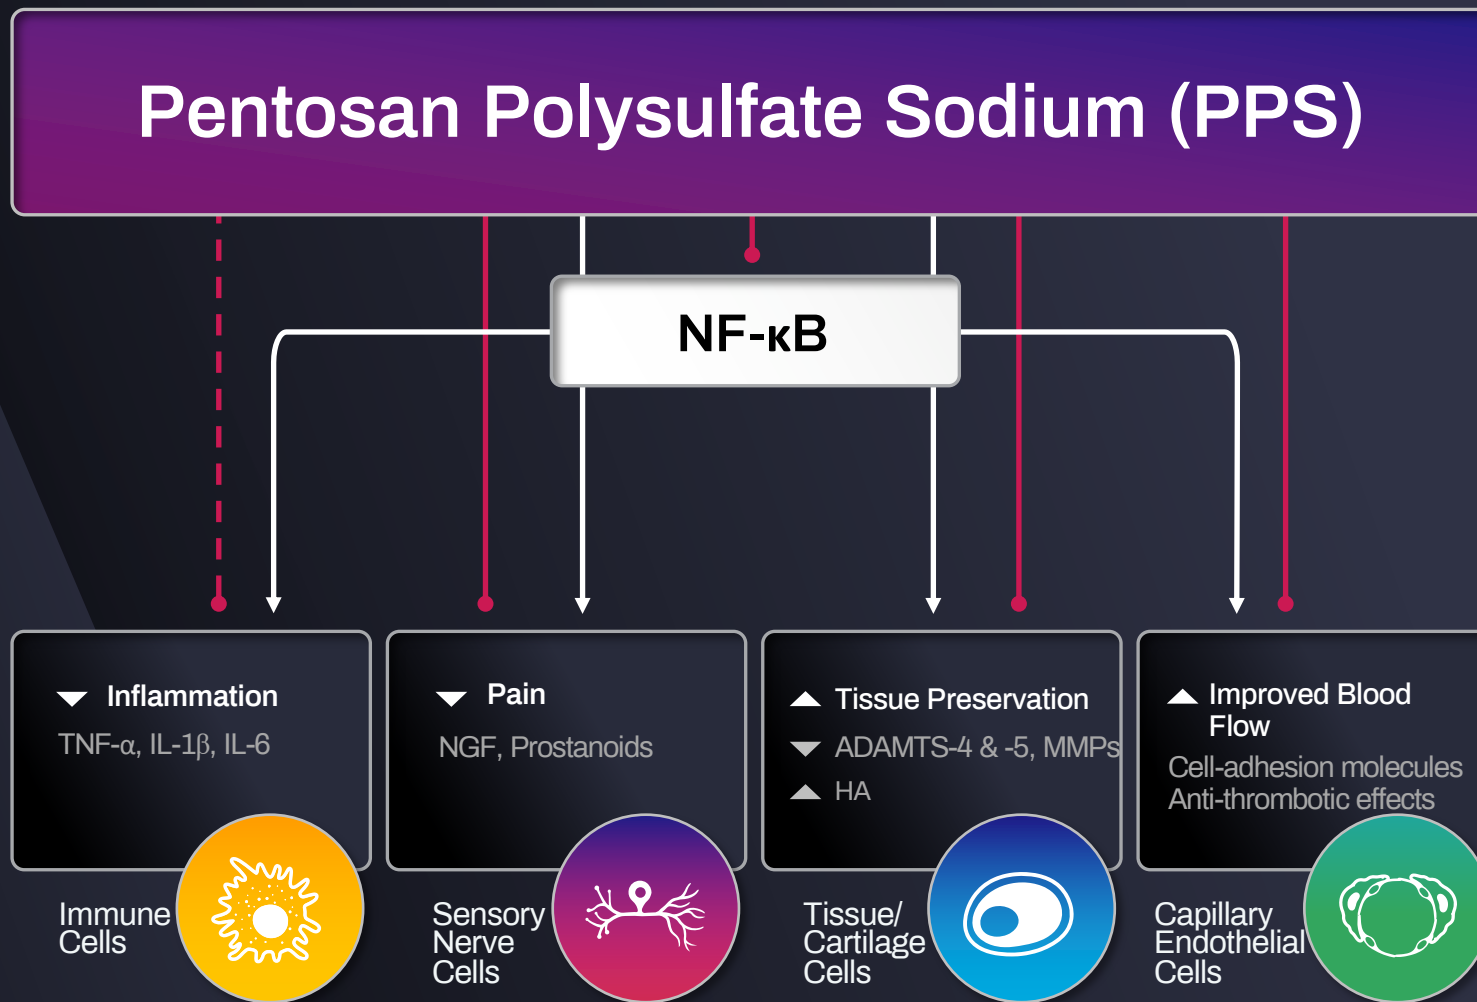 Pentosan Polysulfate Sodium (PPS)
NF-κB
Inflammation
TNF-α, IL-1β, IL-6
Pain
NGF, Prostanoids
Tissue Preservation
ADAMTS-4 & -5, MMPs
HA
Improved Blood
Flow
Cell-adhesion molecules
Anti-thrombotic effects
Immune
Cells
Sensory
Nerve
Cells
Tissue/
Cartilage
Cells
Capillary
Endothelial
Cells